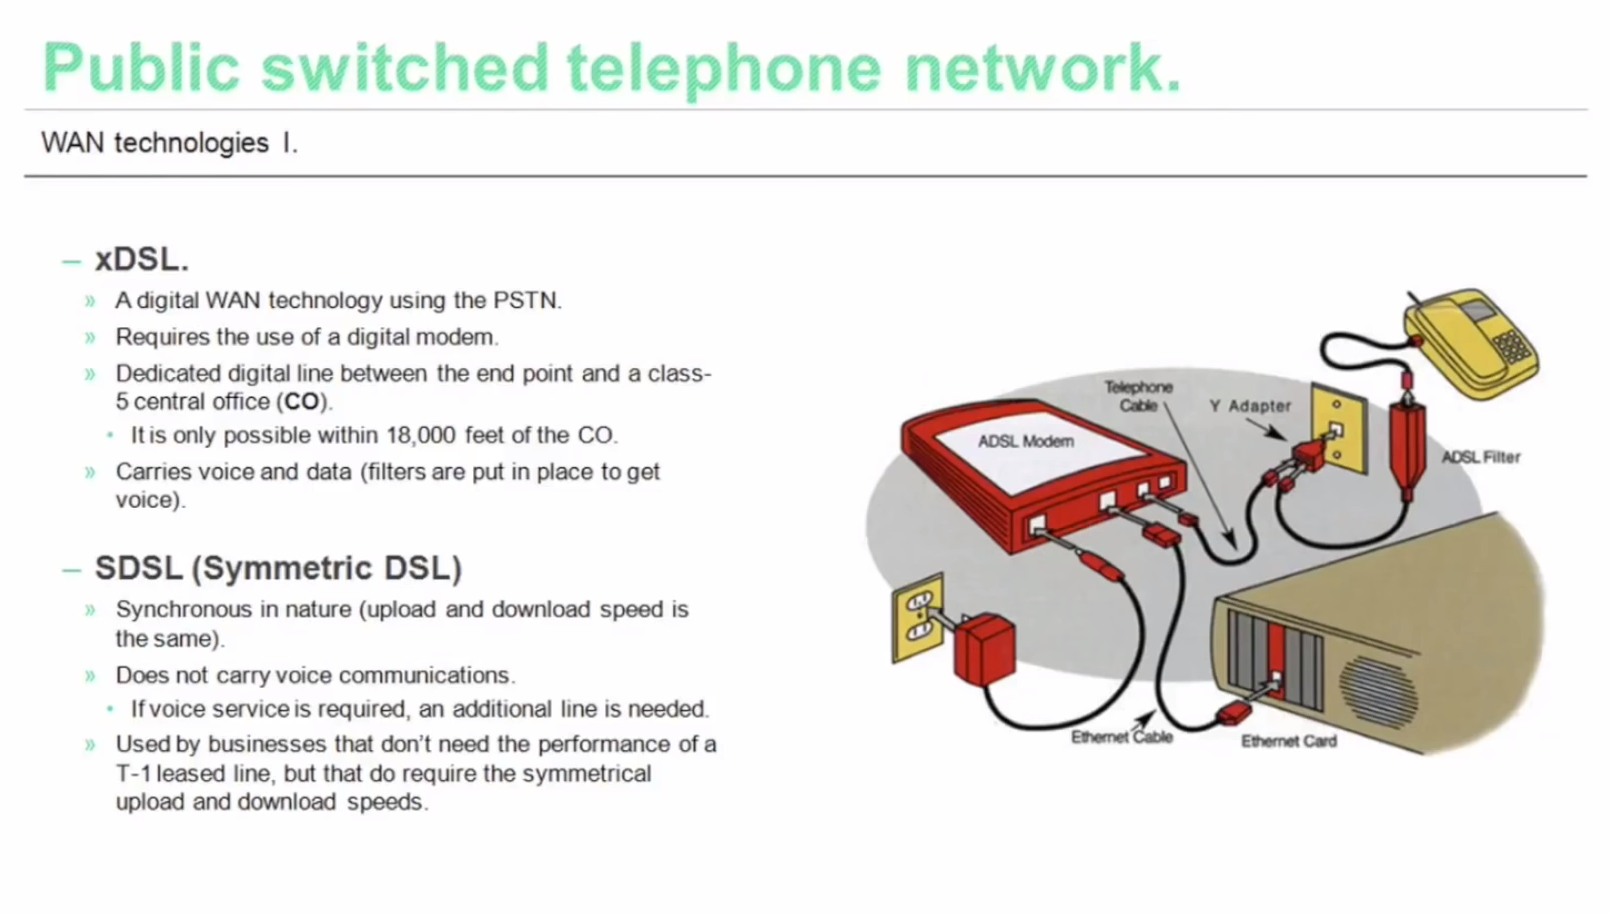 Public switched telephone network.
WAN technologies I.
– xDSL.
» A digital WAN technology using the PSTN.
» Requires the use of a digital modem.
» Dedicated digital line between the end point and a class-
5 central office (CO).
• It is only possible within 18,000 feet of the CO.
» Carries voice and data (filters are put in place to get
voice).
– SDSL (Symmetric DSL)
» Synchronous in nature (upload and download speed is
the same).
» Does not carry voice communications.
• If voice service is required, an additional line is needed.
» Used by businesses that don't need the performance of a
T-1 leased line, but that do require the symmetrical
upload and download speeds.
Telephone
Cable
Y Adapter
ADSL Modem
ADSL Filter
Ethernet Cable
Ethernet Card